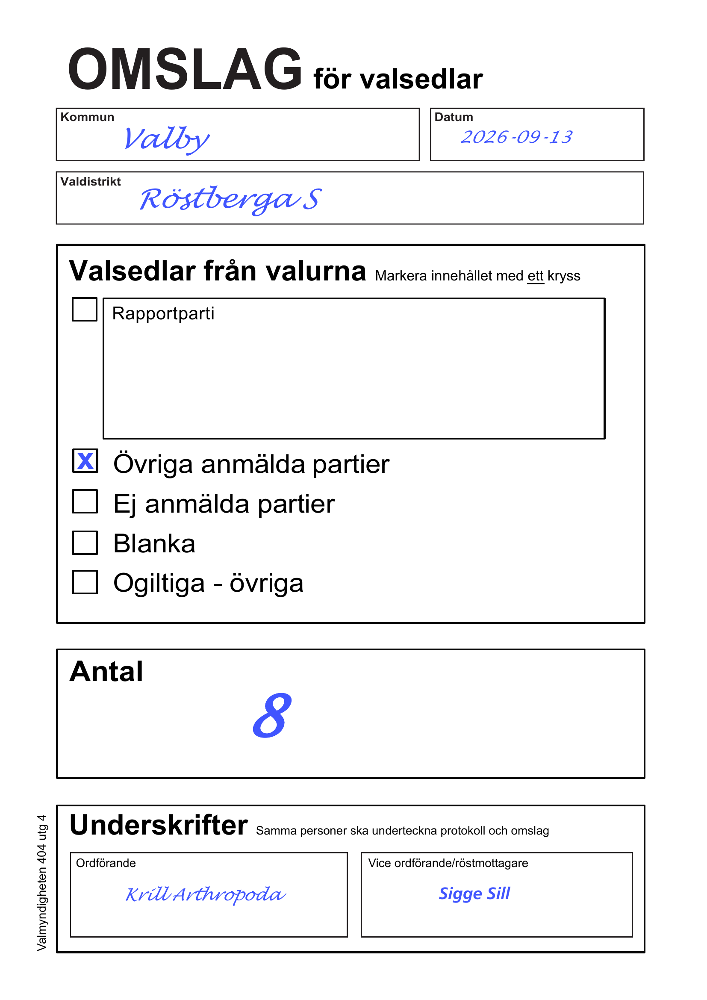 OMSLAG för valsedlar
Kommun
Valby
Datum
2026-09-13
Valdistrikt
Röstberga S
Valsedlar från valurna Markera innehållet med ett kryss
Rapportparti
X Övriga anmälda partier
Ej anmälda partier
Blanka
Ogiltiga - övriga
Antal
8
Underskrifter Samma personer ska underteckna protokoll och omslag
Ordförande
Krill Arthropoda
Vice ordförande/röstmottagare
Sigge Sill
Valmyndigheten 404 utg 4